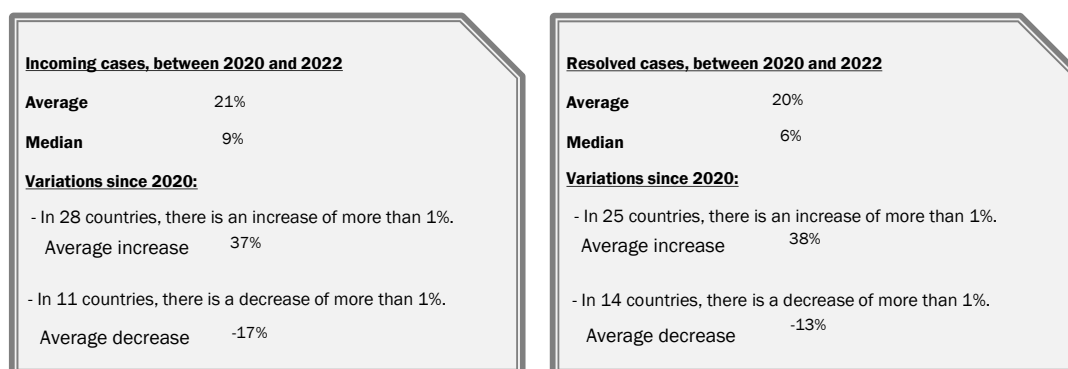 Incoming cases, between 2020 and 2022
Average 21%
Median 9%
Variations since 2020:
- In 28 countries, there is an increase of more than 1%.
Average increase 37%
- In 11 countries, there is a decrease of more than 1%.
Average decrease -17%
Resolved cases, between 2020 and 2022
Average 20%
Median 6%
Variations since 2020:
- In 25 countries, there is an increase of more than 1%.
Average increase 38%
- In 14 countries, there is a decrease of more than 1%.
Average decrease -13%